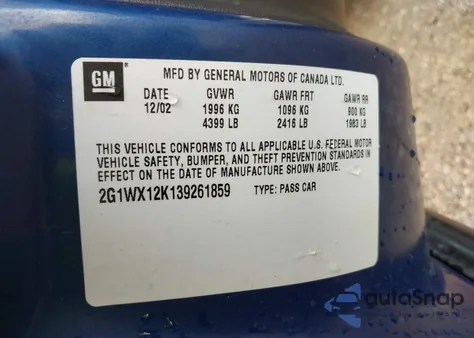 GM
MFD BY GENERAL MOTORS OF CANADA LTD.
DATE GVWR GAWR FRT GAWR RR
12/02 1996 KG 1096 KG 900 KG
4399 LB 2416 LB 1983 LB
THIS VEHICLE CONFORMS TO ALL APPLICABLE U.S. FEDERAL MOTOR
VEHICLE SAFETY, BUMPER, AND THEFT PREVENTION STANDARDS IN
EFFECT ON THE DATE OF MANUFACTURE SHOWN ABOVE.
2G1WX12K139261859 TYPE: PASS CAR
autoSnap